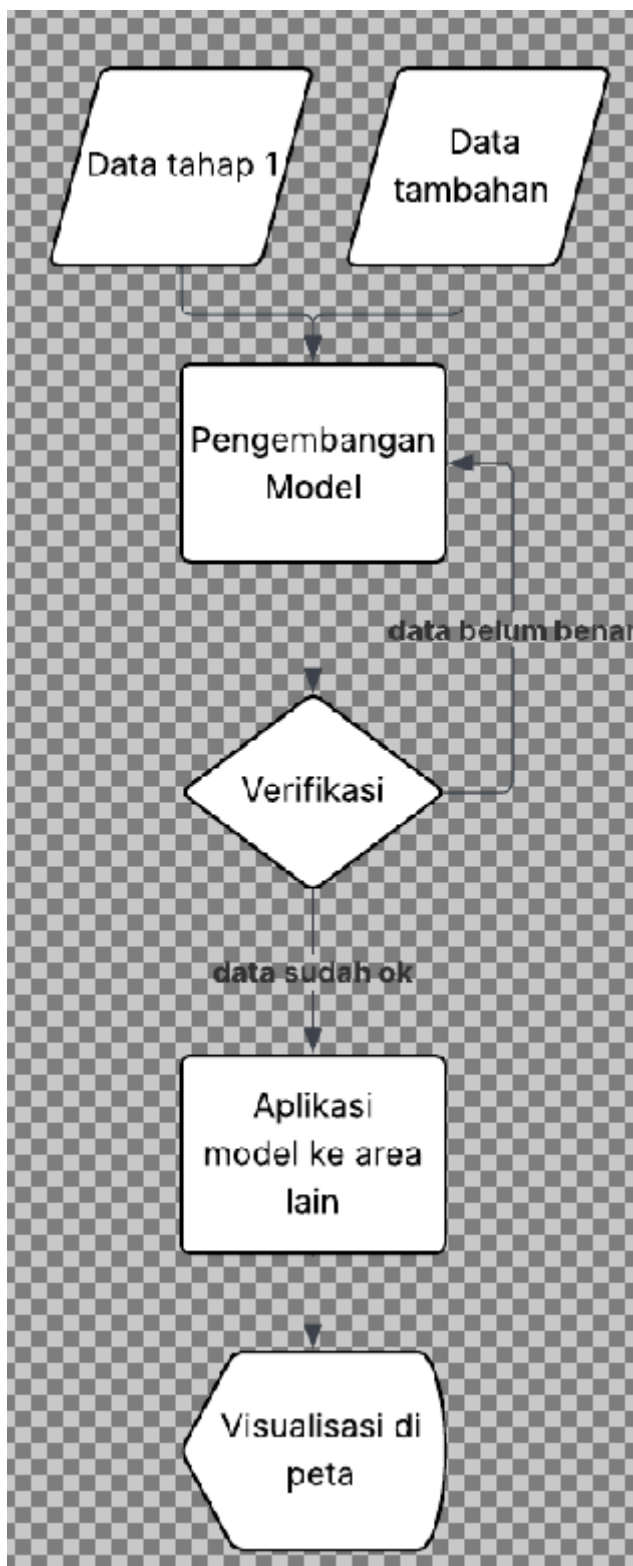 Data tahap 1
Data
tambahan
Pengembangan
Model
data belum benar
Verifikasi
data sudah ok
Aplikasi
model ke area
lain
Visualisasi di
peta